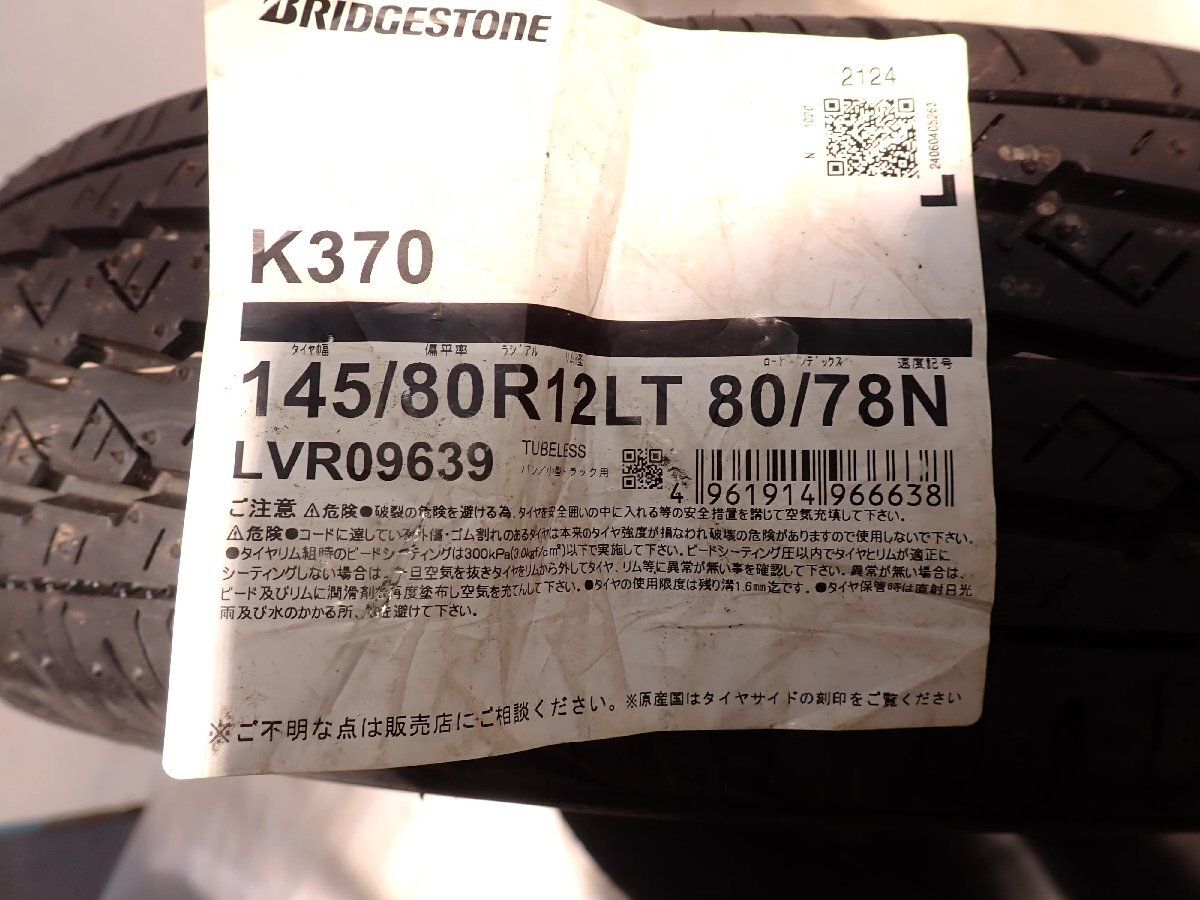 BRIDGESTONE
2124
N 1020
24060A05263
L
K370
タイヤ幅 偏平率 ラジアル リム径 ロードインデックス 速度記号
145/80R12LT 80/78N
LVR09639
TUBELESS
バン/小型トラック用
4 961914 966638
ご注意 ⚠危険●破裂の危険を避ける為、タイヤを安全囲いの中に入れる等の安全措置を講じて空気充填して下さい。
⚠危険●コードに達している外傷・ゴム割れのあるタイヤは本来のタイヤ強度が損なわれ破壊の危険がありますので使用しないで下さい。
●タイヤリム組時のビードシーティングは300kPa(3.0kgf/c㎡)以下で実施して下さい。ビードシーティング圧以内でタイヤとリムが適正に
シーティングしない場合は、一旦空気を抜きタイヤをリムから外してタイヤ、リム等に異常が無い事を確認して下さい。異常が無い場合は、
ビード及びリムに潤滑剤を再度塗布し空気を充てんして下さい。●タイヤの使用限度は残り溝1.6mm迄です。●タイヤ保管時は直射日光
雨及び水のかかる所、 を避けて下さい。
※ご不明な点は販売店にご相談ください。※原産国はタイヤサイドの刻印をご覧ください